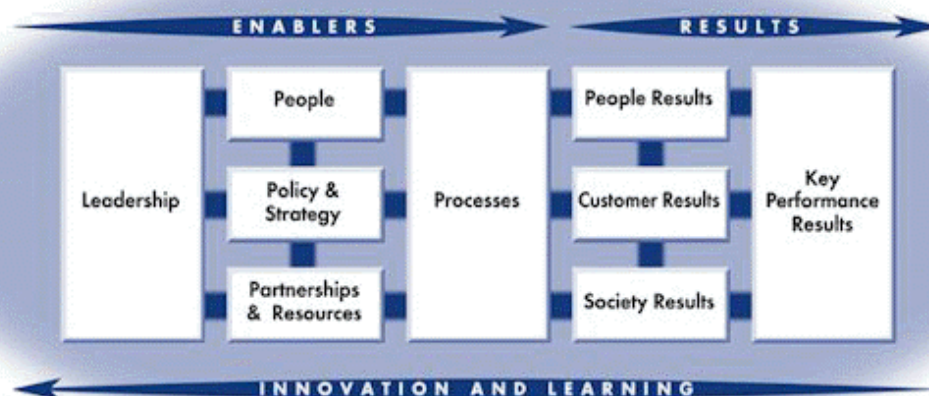 ENABLERS
RESULTS
Leadership
People
Policy &
Strategy
Partnerships
& Resources
Processes
People Results
Customer Results
Society Results
Key
Performance
Results
INNOVATION AND LEARNING